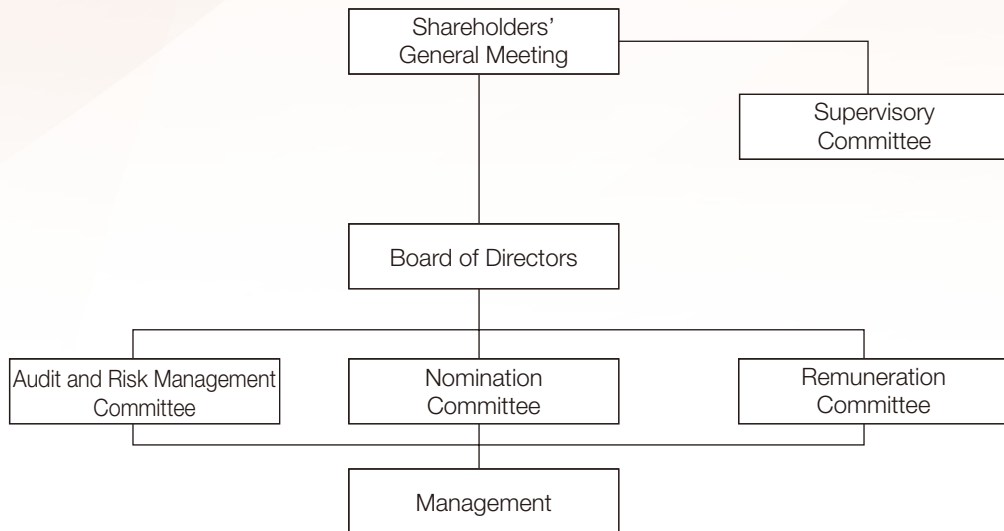 Shareholders’
General Meeting
Supervisory
Committee
Board of Directors
Audit and Risk Management
Committee
Nomination
Committee
Remuneration
Committee
Management